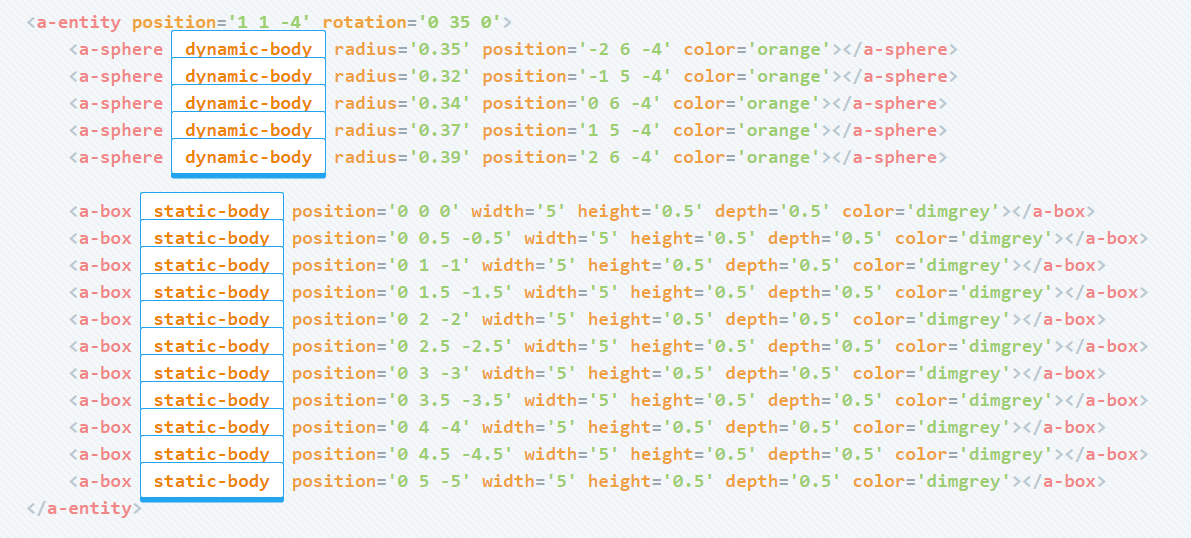 <a-entity position='1 1 -4' rotation='0 35 0'>
<a-sphere dynamic-body radius='0.35' position='-2 6 -4' color='orange'></a-sphere>
<a-sphere dynamic-body radius='0.32' position='-1 5 -4' color='orange'></a-sphere>
<a-sphere dynamic-body radius='0.34' position='0 6 -4' color='orange'></a-sphere>
<a-sphere dynamic-body radius='0.37' position='1 5 -4' color='orange'></a-sphere>
<a-sphere dynamic-body radius='0.39' position='2 6 -4' color='orange'></a-sphere>
<a-box static-body position='0 0 0' width='5' height='0.5' depth='0.5' color='dimgrey'></a-box>
<a-box static-body position='0 0.5 -0.5' width='5' height='0.5' depth='0.5' color='dimgrey'></a-box>
<a-box static-body position='0 1 -1' width='5' height='0.5' depth='0.5' color='dimgrey'></a-box>
<a-box static-body position='0 1.5 -1.5' width='5' height='0.5' depth='0.5' color='dimgrey'></a-box>
<a-box static-body position='0 2 -2' width='5' height='0.5' depth='0.5' color='dimgrey'></a-box>
<a-box static-body position='0 2.5 -2.5' width='5' height='0.5' depth='0.5' color='dimgrey'></a-box>
<a-box static-body position='0 3 -3' width='5' height='0.5' depth='0.5' color='dimgrey'></a-box>
<a-box static-body position='0 3.5 -3.5' width='5' height='0.5' depth='0.5' color='dimgrey'></a-box>
<a-box static-body position='0 4 -4' width='5' height='0.5' depth='0.5' color='dimgrey'></a-box>
<a-box static-body position='0 4.5 -4.5' width='5' height='0.5' depth='0.5' color='dimgrey'></a-box>
<a-box static-body position='0 5 -5' width='5' height='0.5' depth='0.5' color='dimgrey'></a-box>
</a-entity>